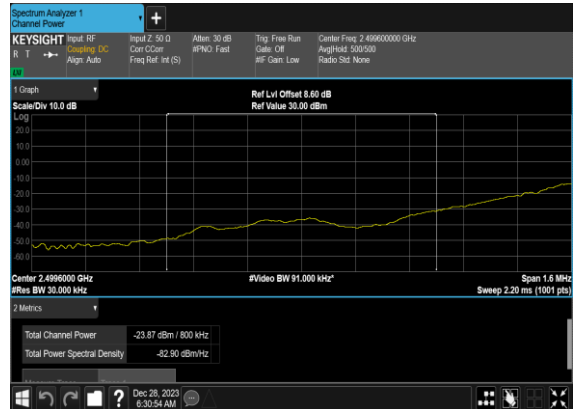 Spectrum Analyzer 1
Channel Power
KEYSIGHT Input: RF Input Z: 50 Ω Atten: 30 dB Trig: Free Run Center Freq: 2.499600000 GHz
R T Coupling: DC Corr CCorr #PNO: Fast Gate: Off Avg|Hold: 500/500
Align: Auto Freq Ref: Int (S) #IF Gain: Low Radio Std: None
1 Graph
Ref Lvl Offset 8.60 dB
Scale/Div 10.0 dB Ref Value 30.00 dBm
Log
20.0
10.0
0.00
-10.0
-20.0
-30.0
-40.0
-50.0
-60.0
Center 2.4996000 GHz #Video BW 91.000 kHz* Span 1.6 MHz
#Res BW 30.000 kHz Sweep 2.20 ms (1001 pts)
2 Metrics
Total Channel Power -23.87 dBm / 800 kHz
Total Power Spectral Density -82.90 dBm/Hz
Dec 28, 2023
6:30:54 AM